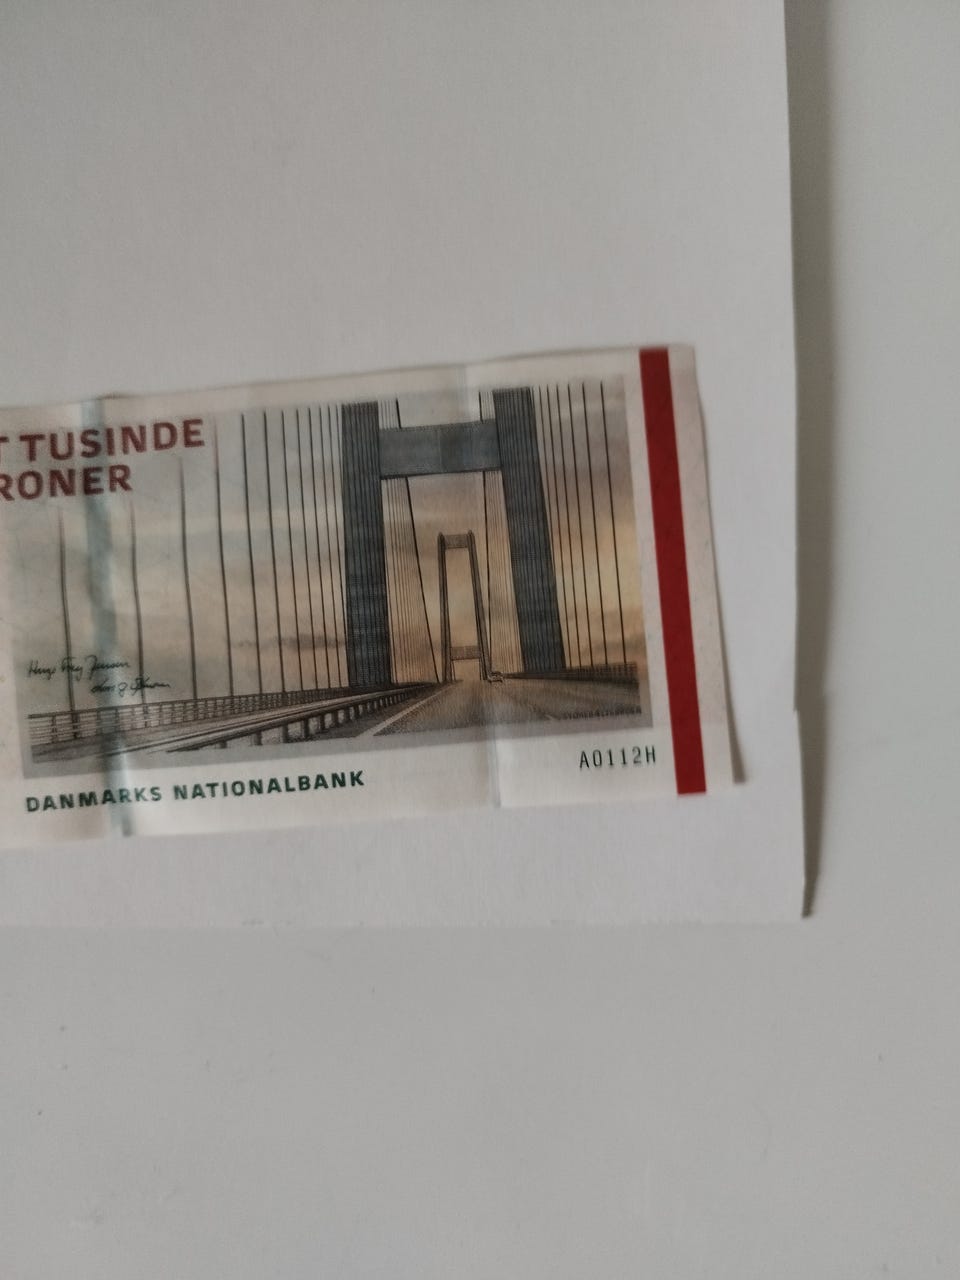 T TUSINDE
RONER
DANMARKS NATIONALBANK
A0112H